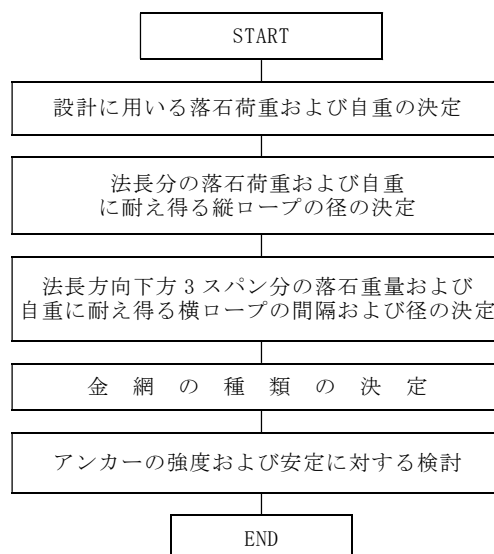 START
設計に用いる落石荷重および自重の決定
法長分の落石荷重および自重
に耐え得る縦ロープの径の決定
法長方向下方3スパン分の落石重量および
自重に耐え得る横ロープの間隔および径の決定
金網の種類の決定
アンカーの強度および安定に対する検討
END